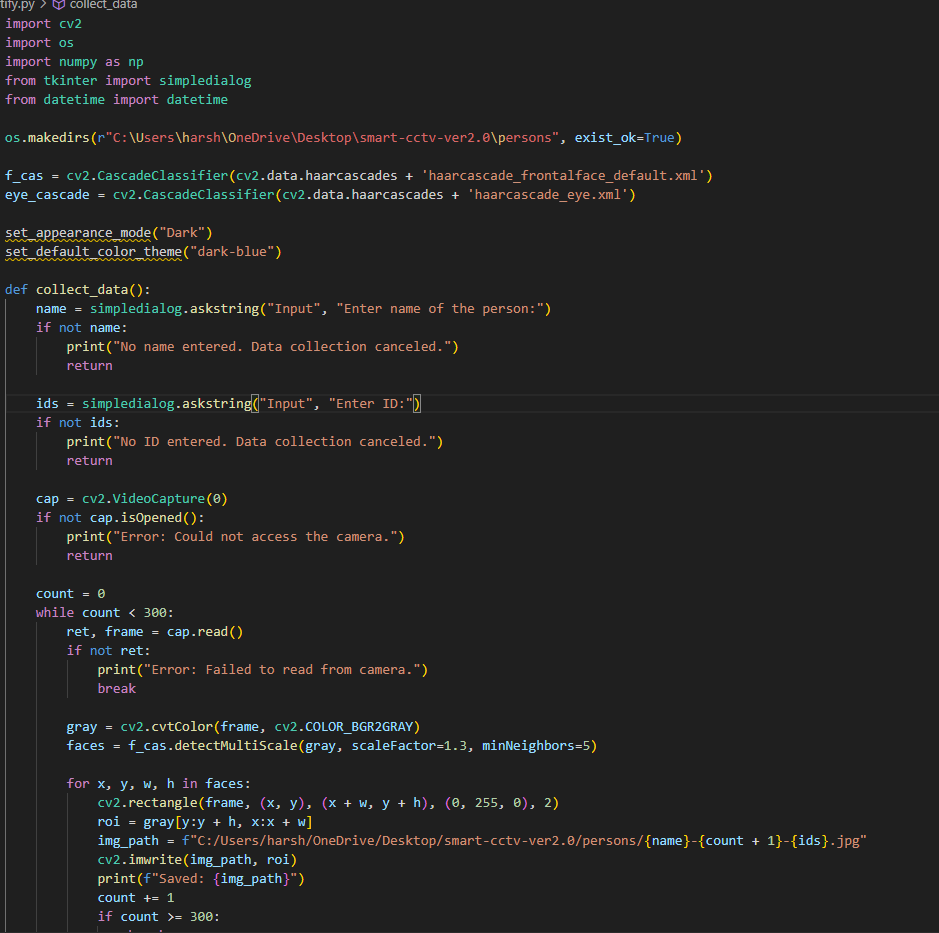 tify.py > collect_data
import cv2
import os
import numpy as np
from tkinter import simpledialog
from datetime import datetime

os.makedirs(r"C:\Users\harsh\OneDrive\Desktop\smart-cctv-ver2.0\persons", exist_ok=True)

f_cas = cv2.CascadeClassifier(cv2.data.haarcascades + 'haarcascade_frontalface_default.xml')
eye_cascade = cv2.CascadeClassifier(cv2.data.haarcascades + 'haarcascade_eye.xml')

set_appearance_mode("Dark")
set_default_color_theme("dark-blue")

def collect_data():
    name = simpledialog.askstring("Input", "Enter name of the person:")
    if not name:
        print("No name entered. Data collection canceled.")
        return

    ids = simpledialog.askstring("Input", "Enter ID:")
    if not ids:
        print("No ID entered. Data collection canceled.")
        return

    cap = cv2.VideoCapture(0)
    if not cap.isOpened():
        print("Error: Could not access the camera.")
        return

    count = 0
    while count < 300:
        ret, frame = cap.read()
        if not ret:
            print("Error: Failed to read from camera.")
            break

        gray = cv2.cvtColor(frame, cv2.COLOR_BGR2GRAY)
        faces = f_cas.detectMultiScale(gray, scaleFactor=1.3, minNeighbors=5)

        for x, y, w, h in faces:
            cv2.rectangle(frame, (x, y), (x + w, y + h), (0, 255, 0), 2)
            roi = gray[y:y + h, x:x + w]
            img_path = f"C:/Users/harsh/OneDrive/Desktop/smart-cctv-ver2.0/persons/{name}-{count + 1}-{ids}.jpg"
            cv2.imwrite(img_path, roi)
            print(f"Saved: {img_path}")
            count += 1
            if count >= 300: